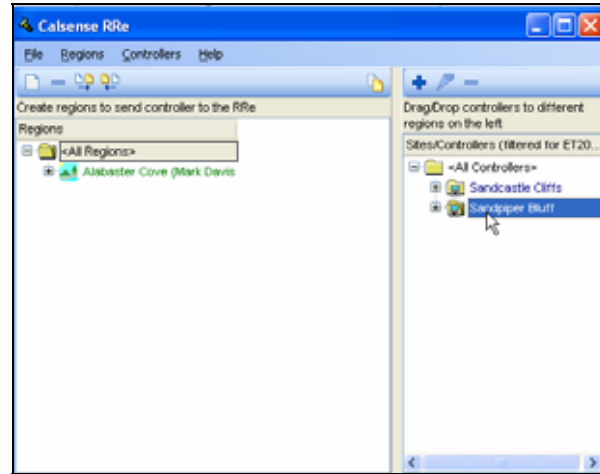 Calsense RRe
File Regions Controllers Help
Create regions to send controller to the RRe
Regions
<All Regions>
Alabaster Cove (Mark Davis
Drag/Drop controllers to different
regions on the left
Sites/Controllers (filtered for ET20...
<All Controllers>
Sandcastle Cliffs
Sandpiper Bluff